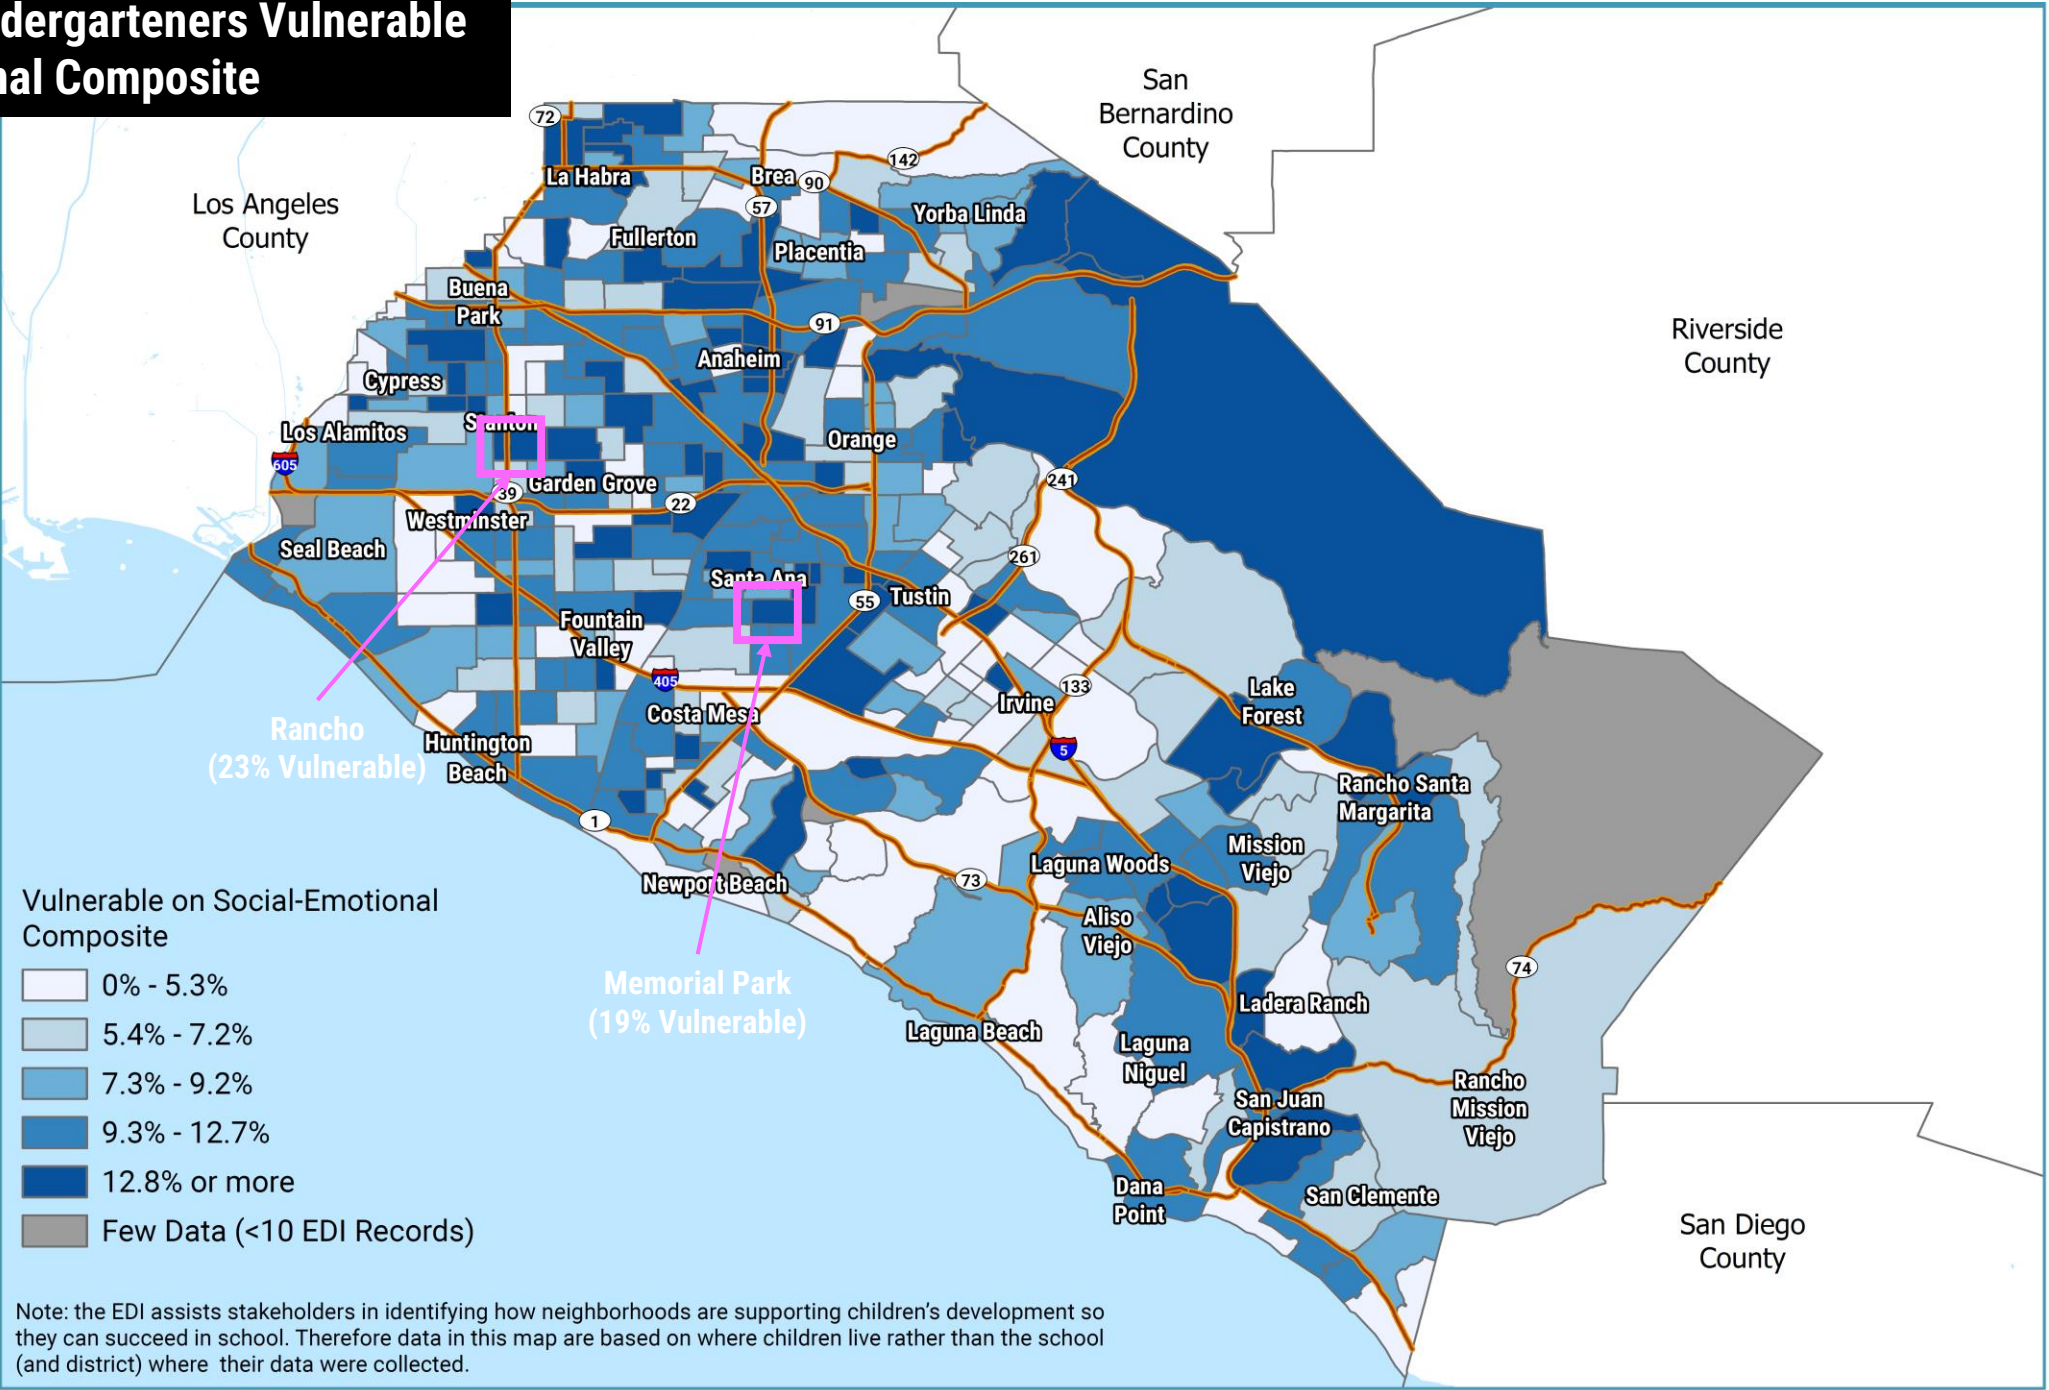 dergarteners Vulnerable
nal Composite
San
Bernardino
County
Los Angeles
County
Riverside
County
San Diego
County
72
142
La Habra
Brea
90
57
Yorba Linda
Fullerton
Placentia
Buena
Park
91
Anaheim
Cypress
Stanton
Los Alamitos
Orange
605
Garden Grove
39
22
241
Westminster
Seal Beach
261
Santa Ana
55
Tustin
Fountain
Valley
405
133
Irvine
Lake
Forest
Costa Mesa
Rancho
(23% Vulnerable)
Huntington
Beach
5
Rancho Santa
Margarita
1
Mission
Viejo
Laguna Woods
Newport Beach
73
Aliso
Viejo
74
Memorial Park
(19% Vulnerable)
Ladera Ranch
Laguna Beach
Laguna
Niguel
Rancho
Mission
Viejo
San Juan
Capistrano
Dana
Point
San Clemente
Vulnerable on Social-Emotional
Composite
0% - 5.3%
5.4% - 7.2%
7.3% - 9.2%
9.3% - 12.7%
12.8% or more
Few Data (<10 EDI Records)
Note: the EDI assists stakeholders in identifying how neighborhoods are supporting children's development so
they can succeed in school. Therefore data in this map are based on where children live rather than the school
(and district) where their data were collected.